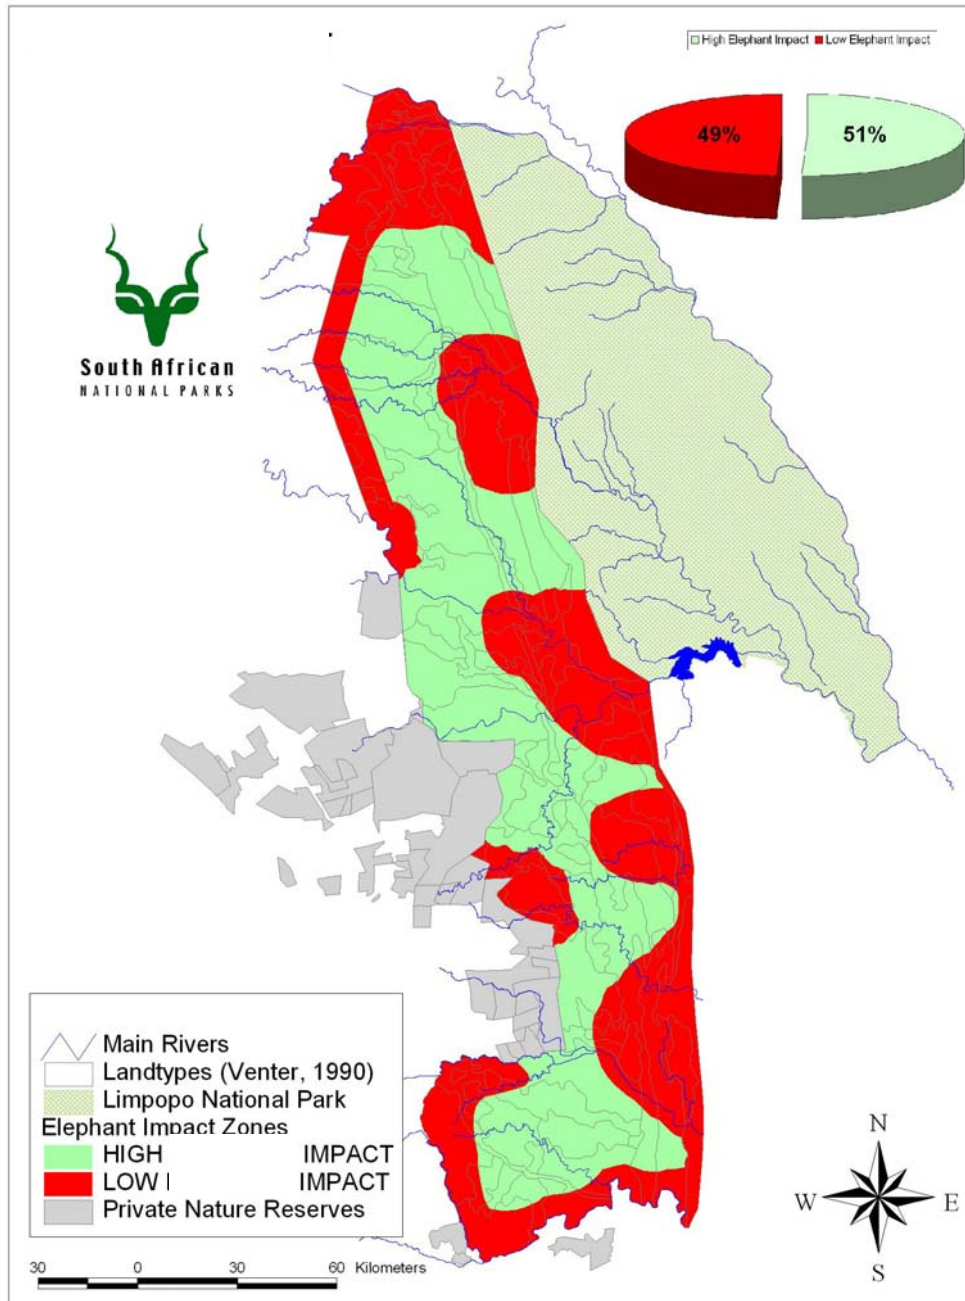 High Elephant Impact Low Elephant Impact
49% 51%
South African
NATIONAL PARKS
Main Rivers
Landtypes (Venter, 1990)
Limpopo National Park
Elephant Impact Zones
HIGH IMPACT
LOW IMPACT
Private Nature Reserves
30 0 30 60 Kilometers
N
W E
S